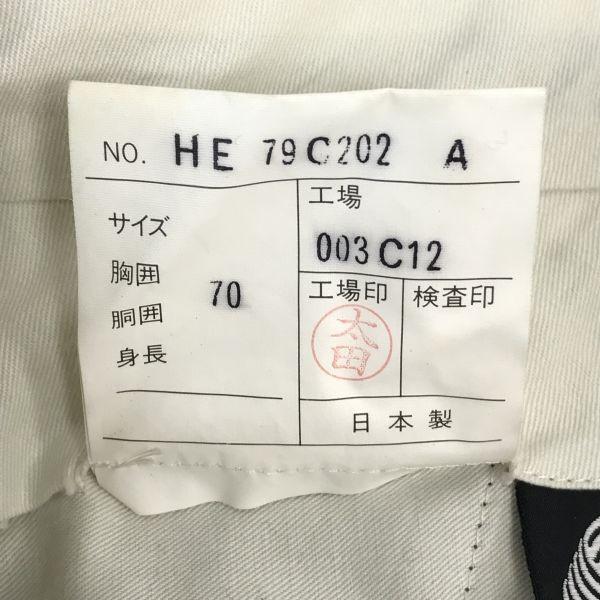 NO. HE 79C202 A
サイズ
胸囲
胴囲 70
身長
工場
003 C12
工場印 検査印
太田
日本製